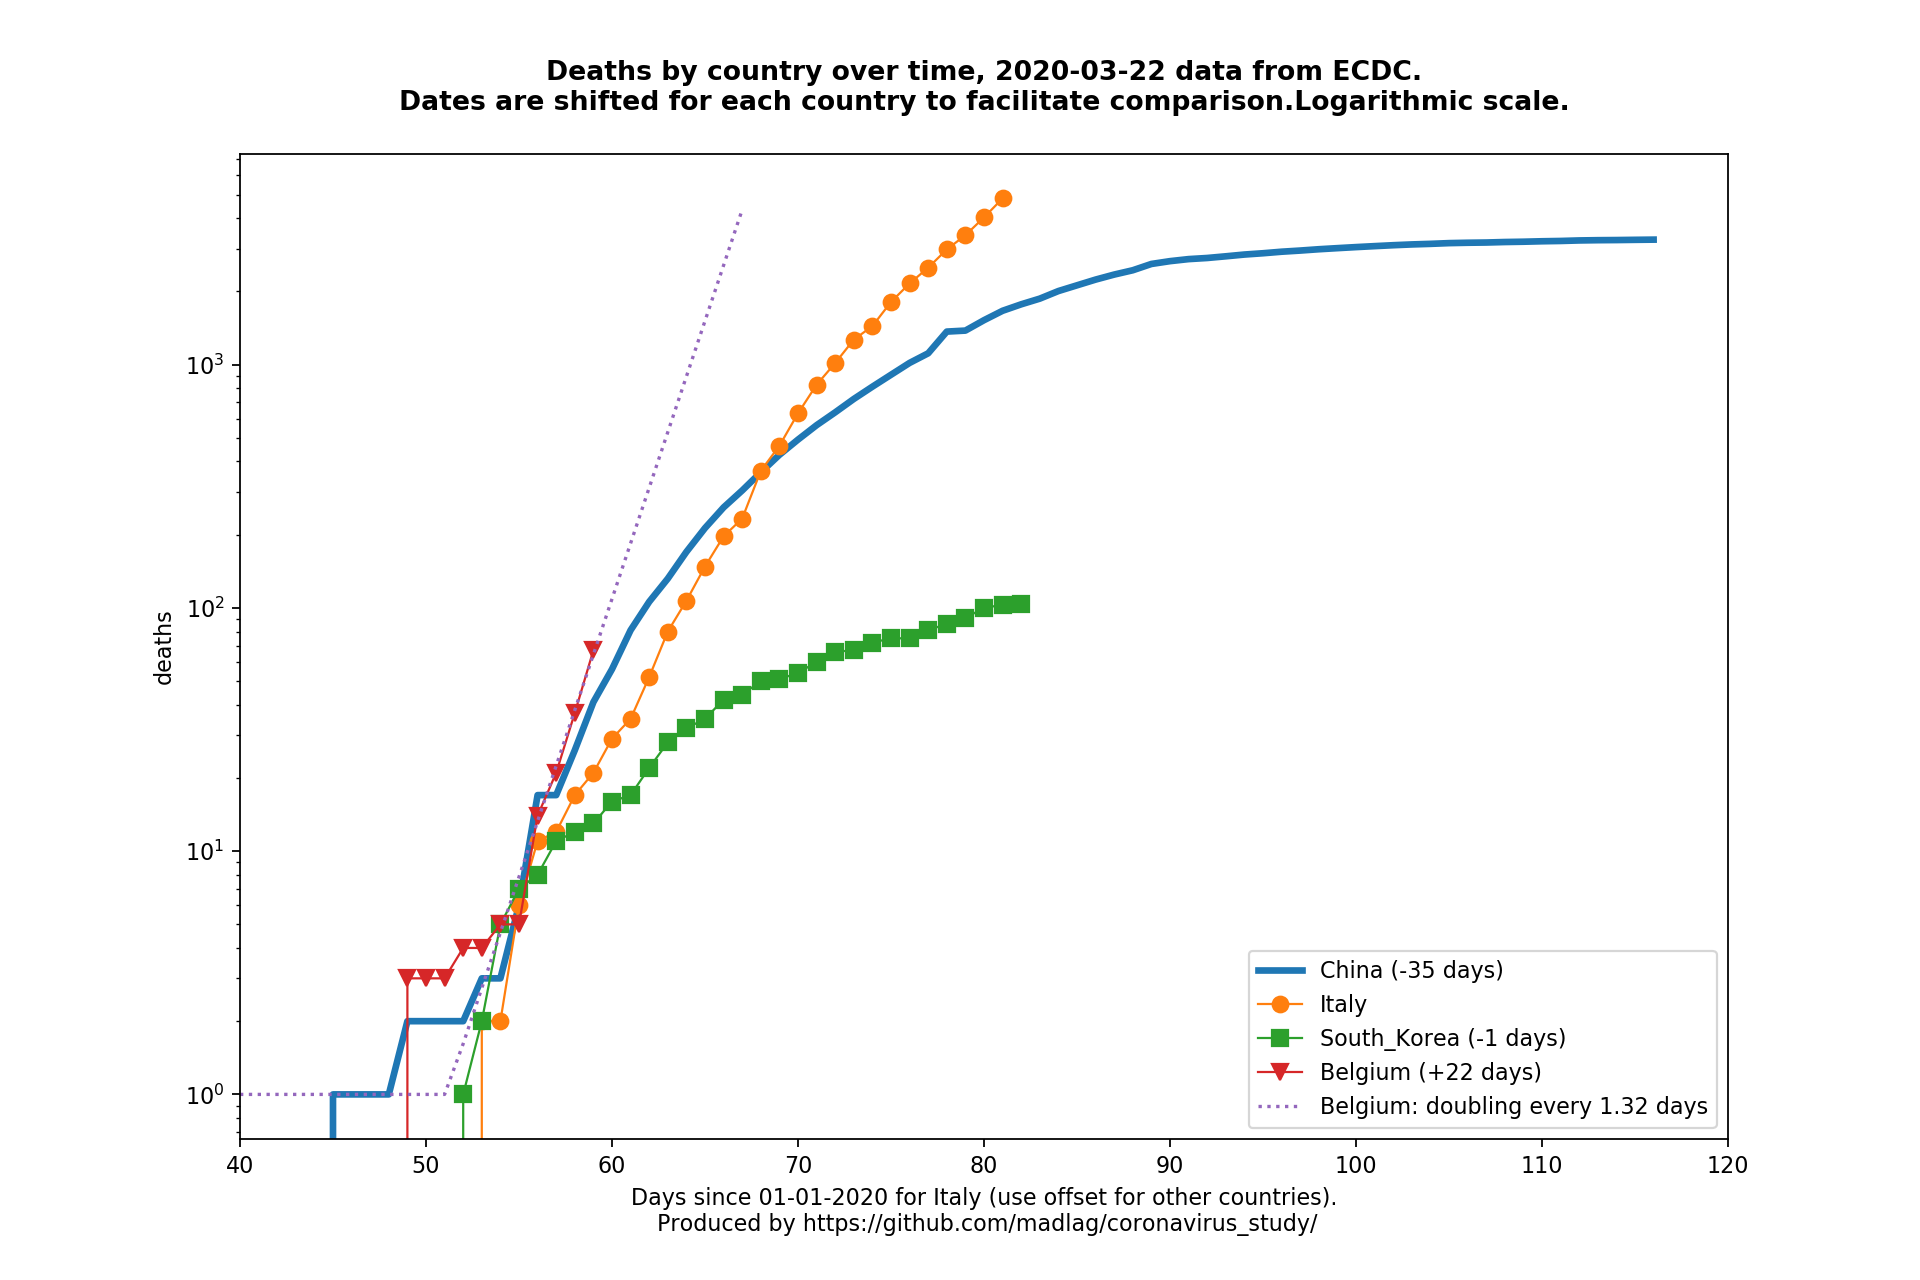 Deaths by country over time, 2020-03-22 data from ECDC.
Dates are shifted for each country to facilitate comparison.Logarithmic scale.
deaths
10³
10²
10¹
10⁰
40 50 60 70 80 90 100 110 120
China (-35 days)
Italy
South_Korea (-1 days)
Belgium (+22 days)
Belgium: doubling every 1.32 days
Days since 01-01-2020 for Italy (use offset for other countries).
Produced by https://github.com/madlag/coronavirus_study/